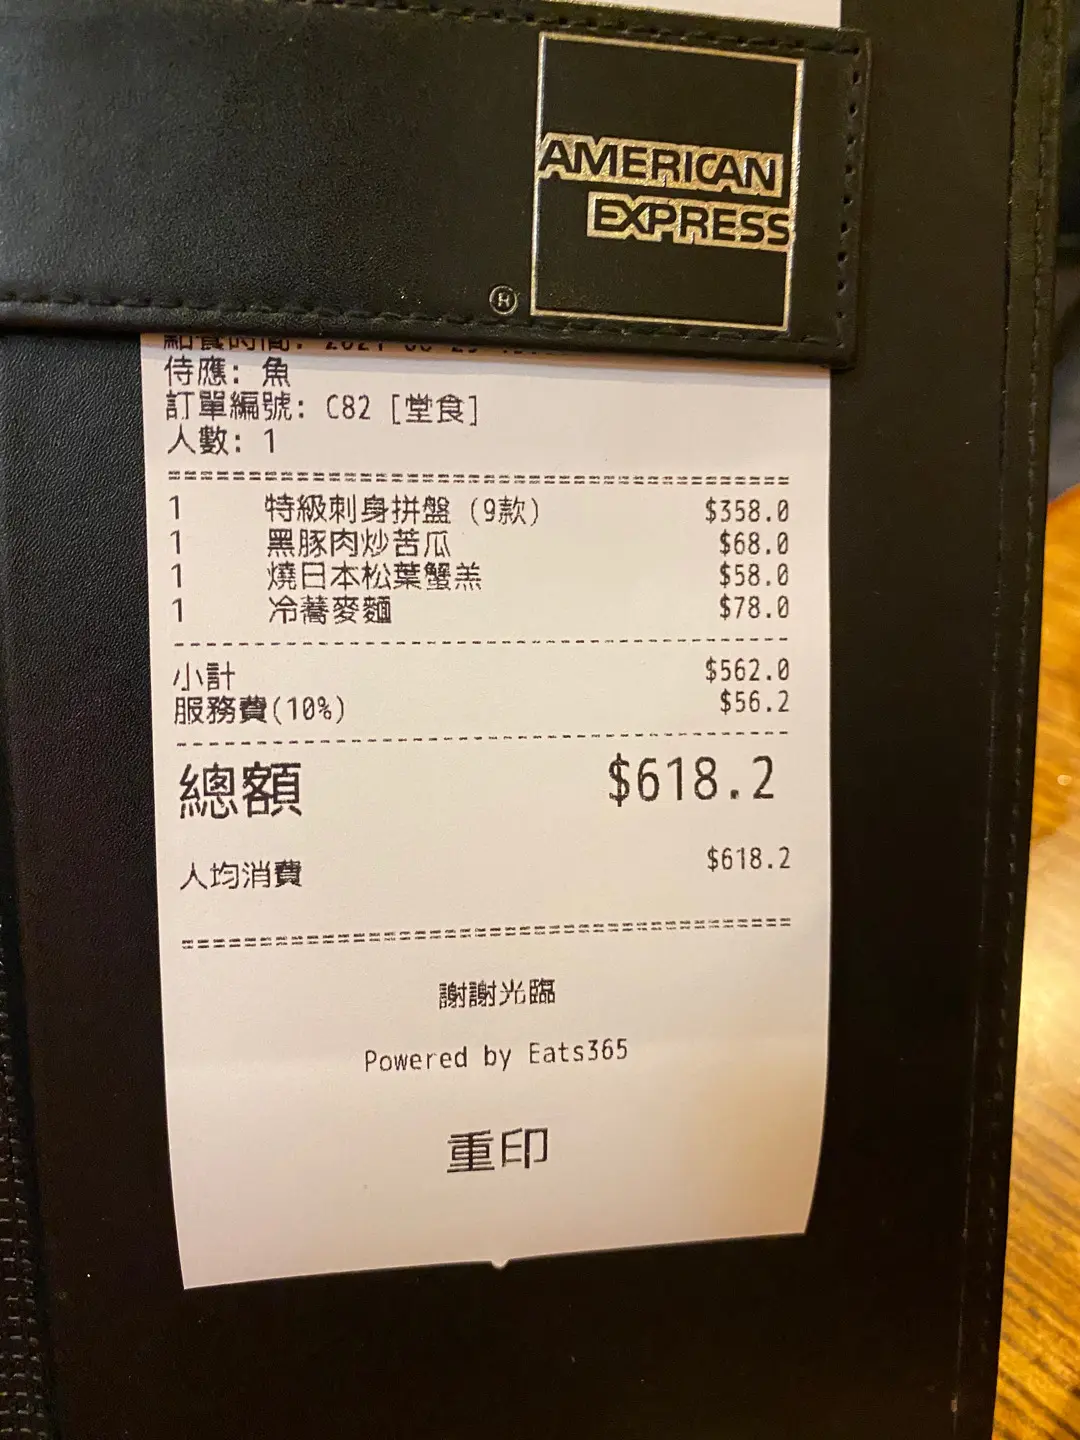 AMERICAN
EXPRESS
®
點餐時間:
侍應: 魚
訂單編號: C82 [堂食]
人數: 1
1 特級刺身拼盤 (9款) $358.0
1 黑豚肉炒苦瓜 $68.0
1 燒日本松葉蟹羔 $58.0
1 冷蕎麥麵 $78.0
小計 $562.0
服務費(10%) $56.2
總額 $618.2
人均消費 $618.2
謝謝光臨
Powered by Eats365
重印